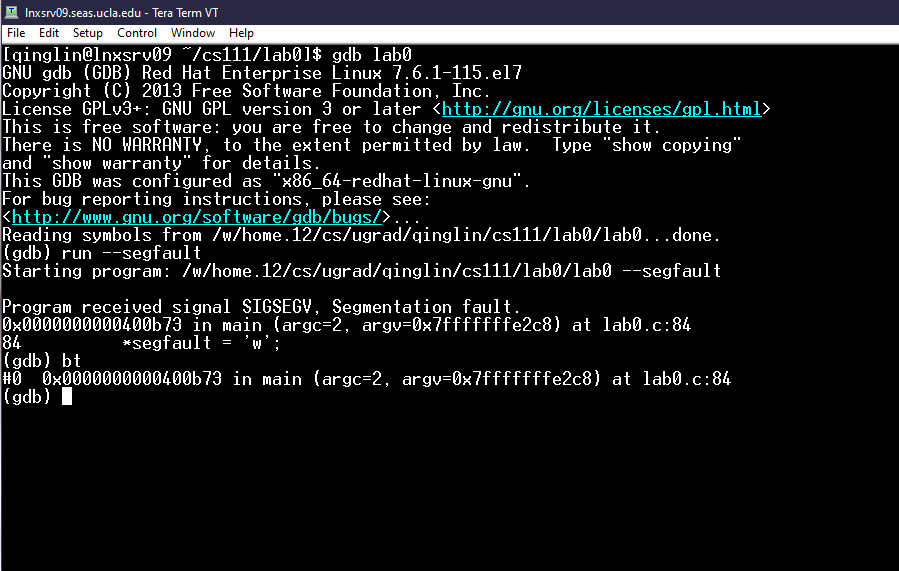 lnxsrv09.seas.ucla.edu - Tera Term VT
File Edit Setup Control Window Help
[qinglin@lnxsrv09 ~/cs111/lab0]$ gdb lab0
GNU gdb (GDB) Red Hat Enterprise Linux 7.6.1-115.el7
Copyright (C) 2013 Free Software Foundation, Inc.
License GPLv3+: GNU GPL version 3 or later <http://gnu.org/licenses/gpl.html>
This is free software: you are free to change and redistribute it.
There is NO WARRANTY, to the extent permitted by law.  Type "show copying"
and "show warranty" for details.
This GDB was configured as "x86_64-redhat-linux-gnu".
For bug reporting instructions, please see:
<http://www.gnu.org/software/gdb/bugs/>...
Reading symbols from /w/home.12/cs/ugrad/qinglin/cs111/lab0/lab0...done.
(gdb) run --segfault
Starting program: /w/home.12/cs/ugrad/qinglin/cs111/lab0/lab0 --segfault
Program received signal SIGSEGV, Segmentation fault.
0x0000000000400b73 in main (argc=2, argv=0x7fffffffe2c8) at lab0.c:84
84          *segfault = 'w';
(gdb) bt
#0  0x0000000000400b73 in main (argc=2, argv=0x7fffffffe2c8) at lab0.c:84
(gdb)